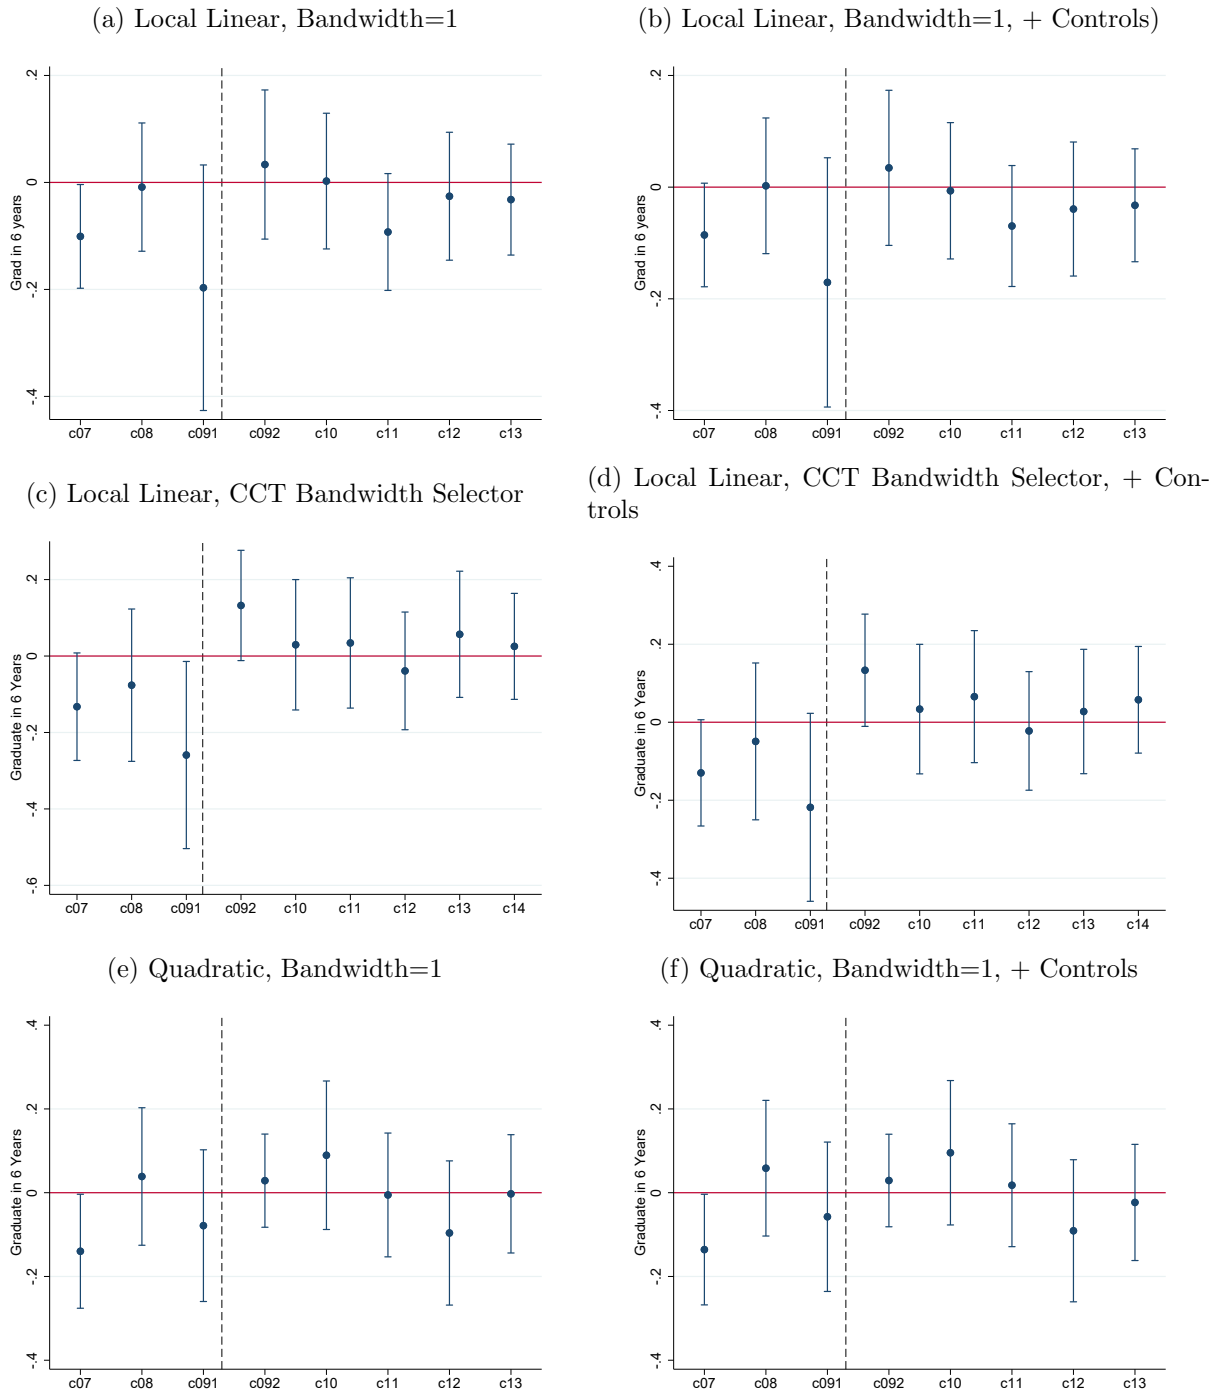 (a) Local Linear, Bandwidth=1
Grad in 6 years
.2
0
-.2
-.4
c07 c08 c091 c092 c10 c11 c12 c13
(b) Local Linear, Bandwidth=1, + Controls)
Grad in 6 years
.2
0
-.2
-.4
c07 c08 c091 c092 c10 c11 c12 c13
(c) Local Linear, CCT Bandwidth Selector
Graduate in 6 Years
.2
0
-.2
-.4
-.6
c07 c08 c091 c092 c10 c11 c12 c13 c14
(d) Local Linear, CCT Bandwidth Selector, + Con-
trols
Graduate in 6 Years
.4
.2
0
-.2
-.4
c07 c08 c091 c092 c10 c11 c12 c13 c14
(e) Quadratic, Bandwidth=1
Graduate in 6 Years
.4
.2
0
-.2
-.4
c07 c08 c091 c092 c10 c11 c12 c13
(f) Quadratic, Bandwidth=1, + Controls
Graduate in 6 Years
.4
.2
0
-.2
-.4
c07 c08 c091 c092 c10 c11 c12 c13